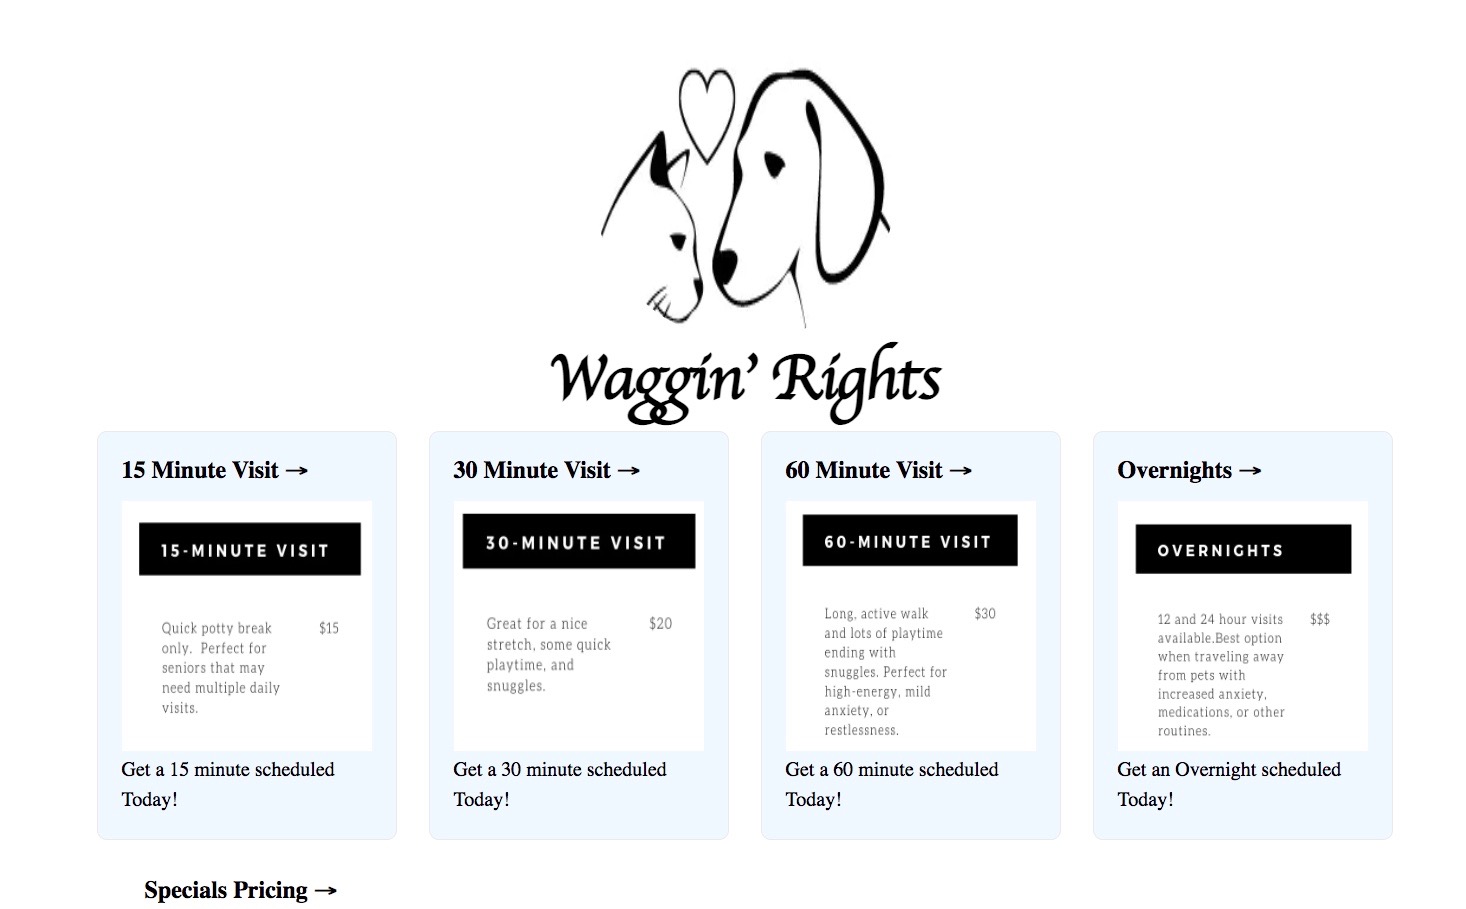 Waggin' Rights
15 Minute Visit →
15-MINUTE VISIT
Quick potty break $15
only. Perfect for
seniors that may
need multiple daily
visits.
Get a 15 minute scheduled
Today!
30 Minute Visit →
30-MINUTE VISIT
Great for a nice $20
stretch, some quick
playtime, and
snuggles.
Get a 30 minute scheduled
Today!
60 Minute Visit →
60-MINUTE VISIT
Long, active walk $30
and lots of playtime
ending with
snuggles. Perfect for
high-energy, mild
anxiety, or
restlessness.
Get a 60 minute scheduled
Today!
Overnights →
OVERNIGHTS
12 and 24 hour visits $$$
available.Best option
when traveling away
from pets with
increased anxiety,
medications, or other
routines.
Get an Overnight scheduled
Today!
Specials Pricing →